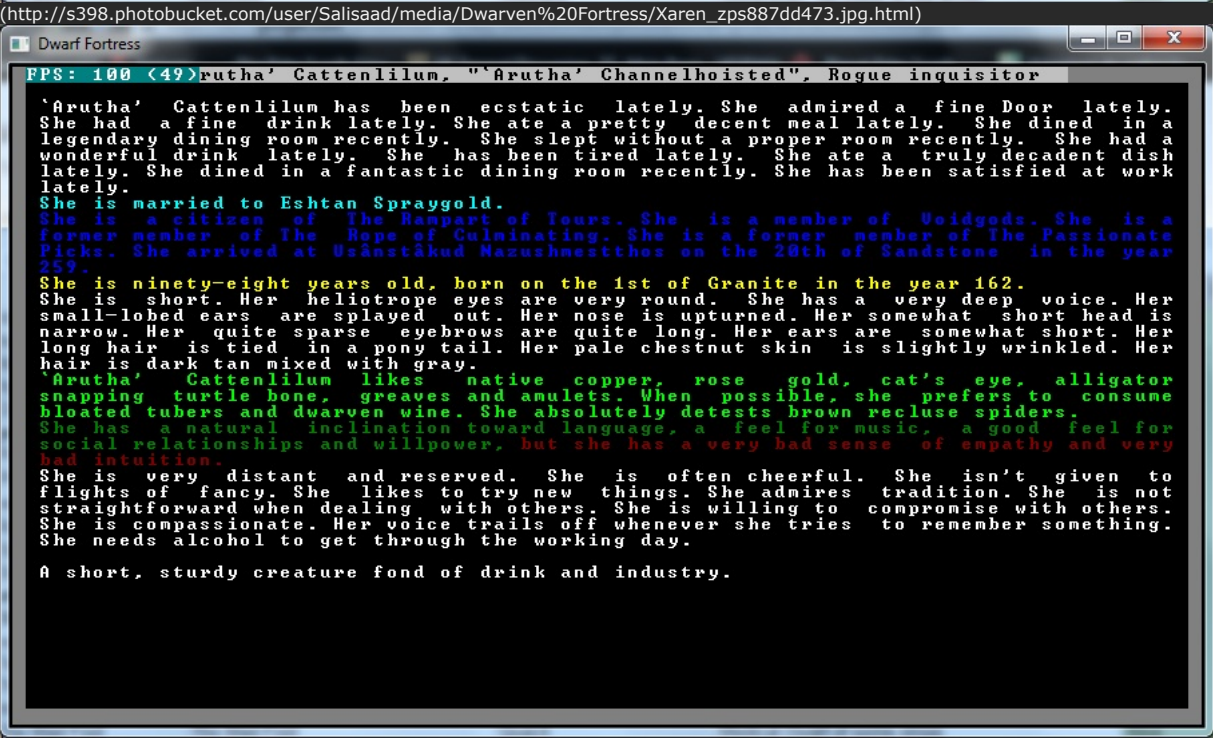 (http://s398.photobucket.com/user/Salisaad/media/Dwarven%20Fortress/Xaren_zps887dd473.jpg.html)
Dwarf Fortress
FPS: 100 (49)rutha' Cattenlilum, "`Arutha' Channelhoisted", Rogue inquisitor
`Arutha' Cattenlilum has been ecstatic lately. She admired a fine Door lately.
She had a fine drink lately. She ate a pretty decent meal lately. She dined in a
legendary dining room recently. She slept without a proper room recently. She had a
wonderful drink lately. She has been tired lately. She ate a truly decadent dish
lately. She dined in a fantastic dining room recently. She has been satisfied at work
lately.
She is married to Eshtan Spraygold.
She is a citizen of The Rampart of Tours. She is a member of Voidgods. She is a
former member of The Rope of Culminating. She is a former member of The Passionate
Picks. She arrived at Usânstâkud Nazushmestthos on the 20th of Sandstone in the year
259.
She is ninety-eight years old, born on the 1st of Granite in the year 162.
She is short. Her heliotrope eyes are very round. She has a very deep voice. Her
small-lobed ears are splayed out. Her nose is upturned. Her somewhat short head is
narrow. Her quite sparse eyebrows are quite long. Her ears are somewhat short. Her
long hair is tied in a pony tail. Her pale chestnut skin is slightly wrinkled. Her
hair is dark tan mixed with gray.
`Arutha' Cattenlilum likes native copper, rose gold, cat's eye, alligator
snapping turtle bone, greaves and amulets. When possible, she prefers to consume
bloated tubers and dwarven wine. She absolutely detests brown recluse spiders.
She has a natural inclination toward language, a feel for music, a good feel for
social relationships and willpower, but she has a very bad sense of empathy and very
bad intuition.
She is very distant and reserved. She is often cheerful. She isn't given to
flights of fancy. She likes to try new things. She admires tradition. She is not
straightforward when dealing with others. She is willing to compromise with others.
She is compassionate. Her voice trails off whenever she tries to remember something.
She needs alcohol to get through the working day.
A short, sturdy creature fond of drink and industry.